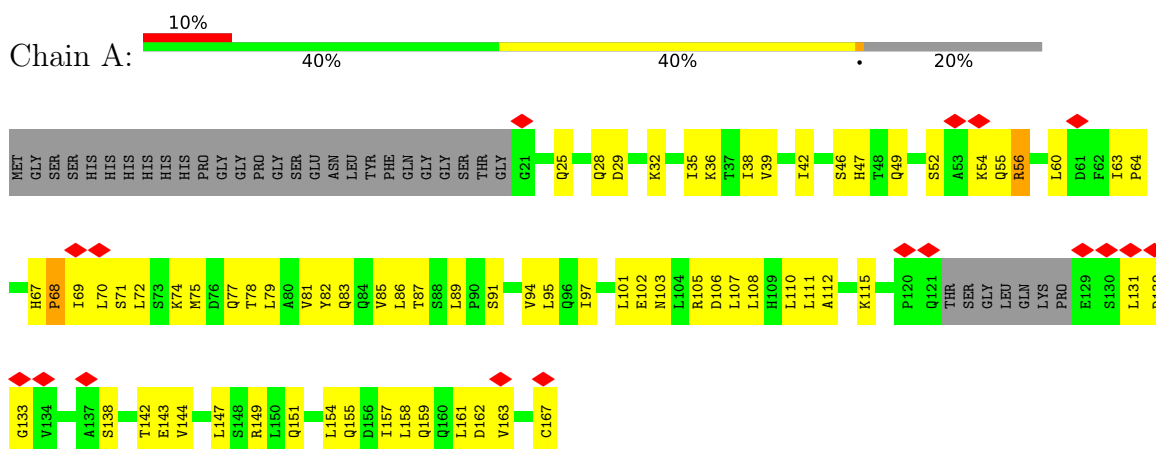 10%
Chain A:
40% 40% • 20%
MET GLY SER SER HIS HIS HIS HIS HIS HIS PRO GLY GLY PRO GLY SER GLU ASN LEU TYR PHE GLN GLY GLY SER THR GLY G21 Q25 Q28 D29 K32 I35 K36 T37 I38 V39 I42 S46 H47 T48 Q49 S52 A53 K54 Q55 R56 L60 D61 F62 I63 P64
H67 P68 I69 L70 S71 L72 S73 K74 M75 D76 Q77 T78 L79 A80 V81 Y82 Q83 Q84 V85 L86 T87 S88 L89 P90 S91 V94 L95 Q96 I97 L101 E102 N103 L104 R105 D106 L107 L108 H109 L110 L111 A112 K115 P120 Q121 THR SER GLY LEU GLN LYS PRO E129 S130 L131
G133 V134 A137 S138 T142 E143 V144 L147 S148 R149 L150 Q151 L154 Q155 D156 I157 L158 Q159 Q160 L161 D162 V163 C167